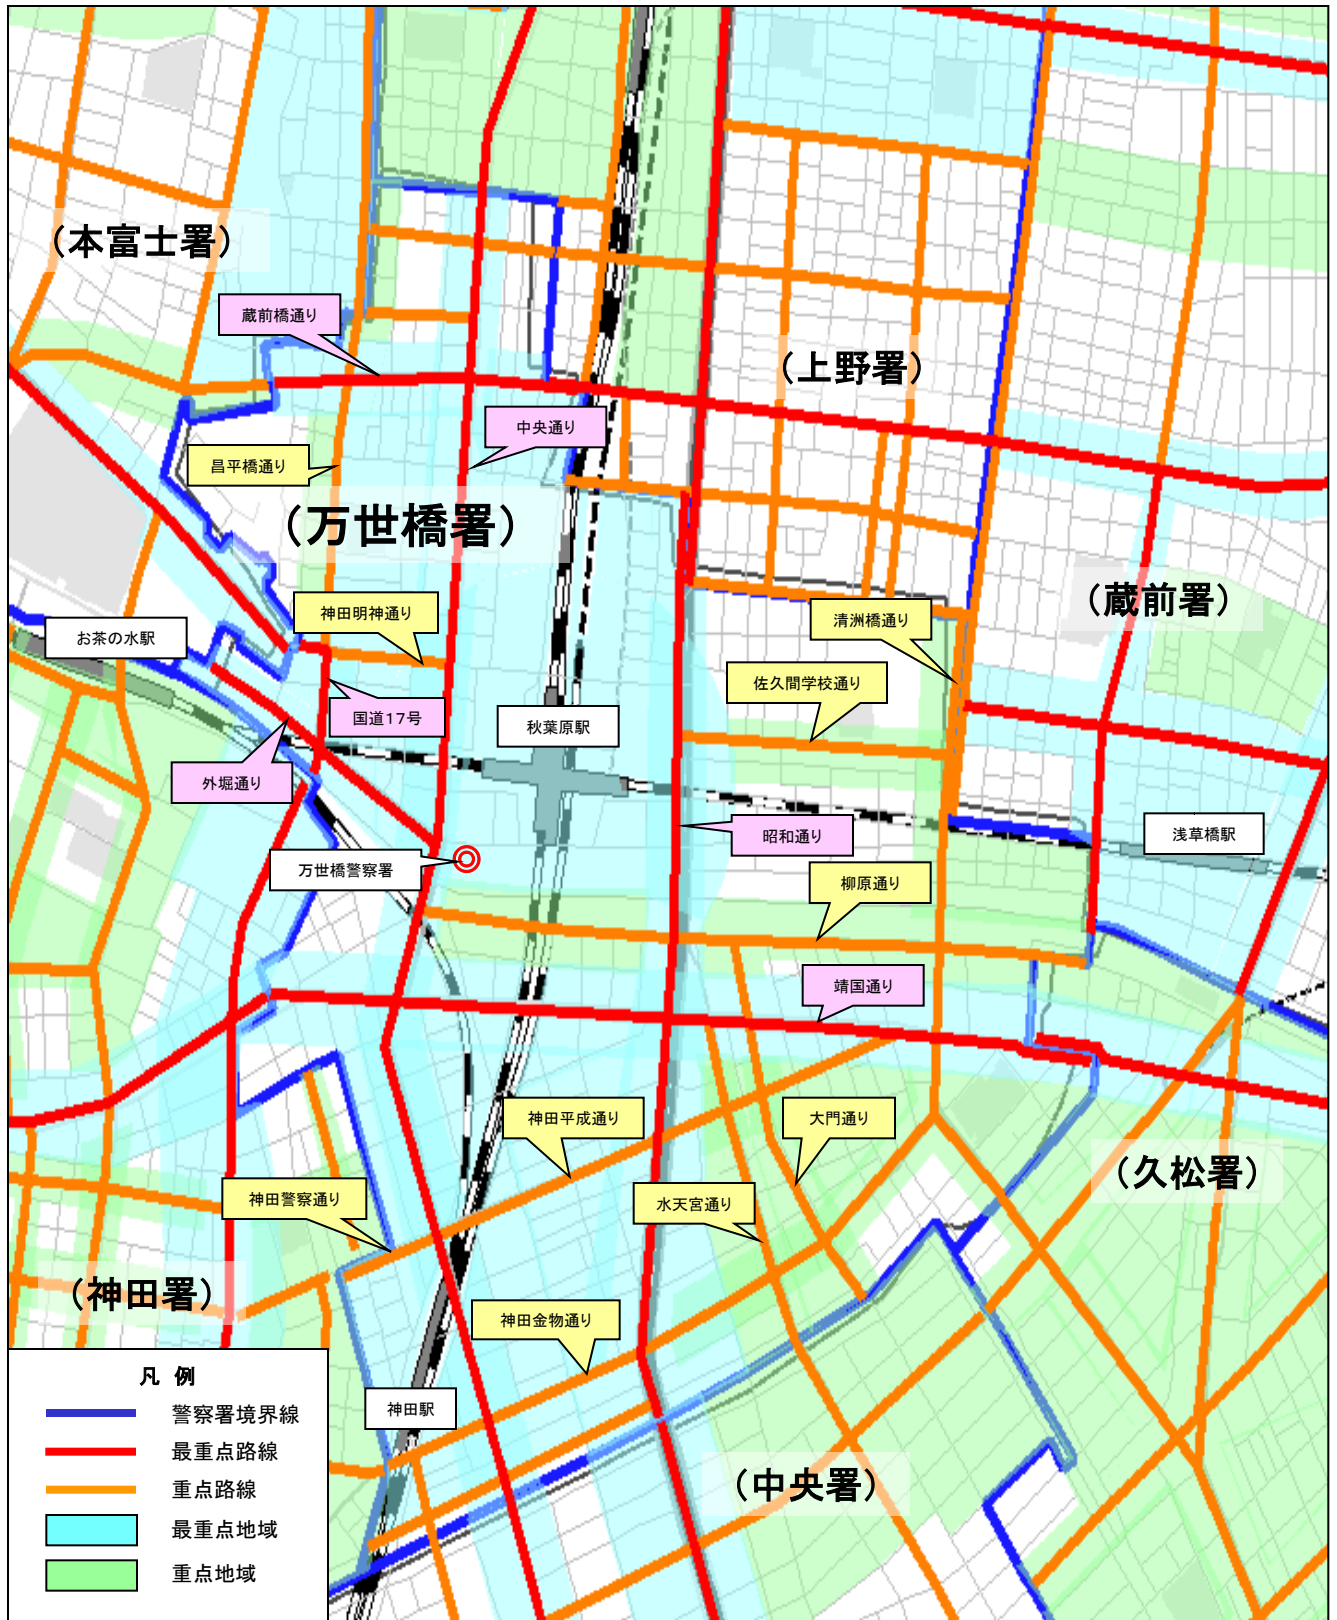 （本富士署）
蔵前橋通り
（上野署）
中央通り
昌平橋通り
（万世橋署）
（蔵前署）
神田明神通り
清洲橋通り
お茶の水駅
佐久間学校通り
国道１７号
秋葉原駅
外堀通り
昭和通り
浅草橋駅
万世橋警察署
柳原通り
靖国通り
神田平成通り
大門通り
（久松署）
神田警察通り
水天宮通り
（神田署）
神田金物通り
神田駅
（中央署）
凡 例
警察署境界線
最重点路線
重点路線
最重点地域
重点地域